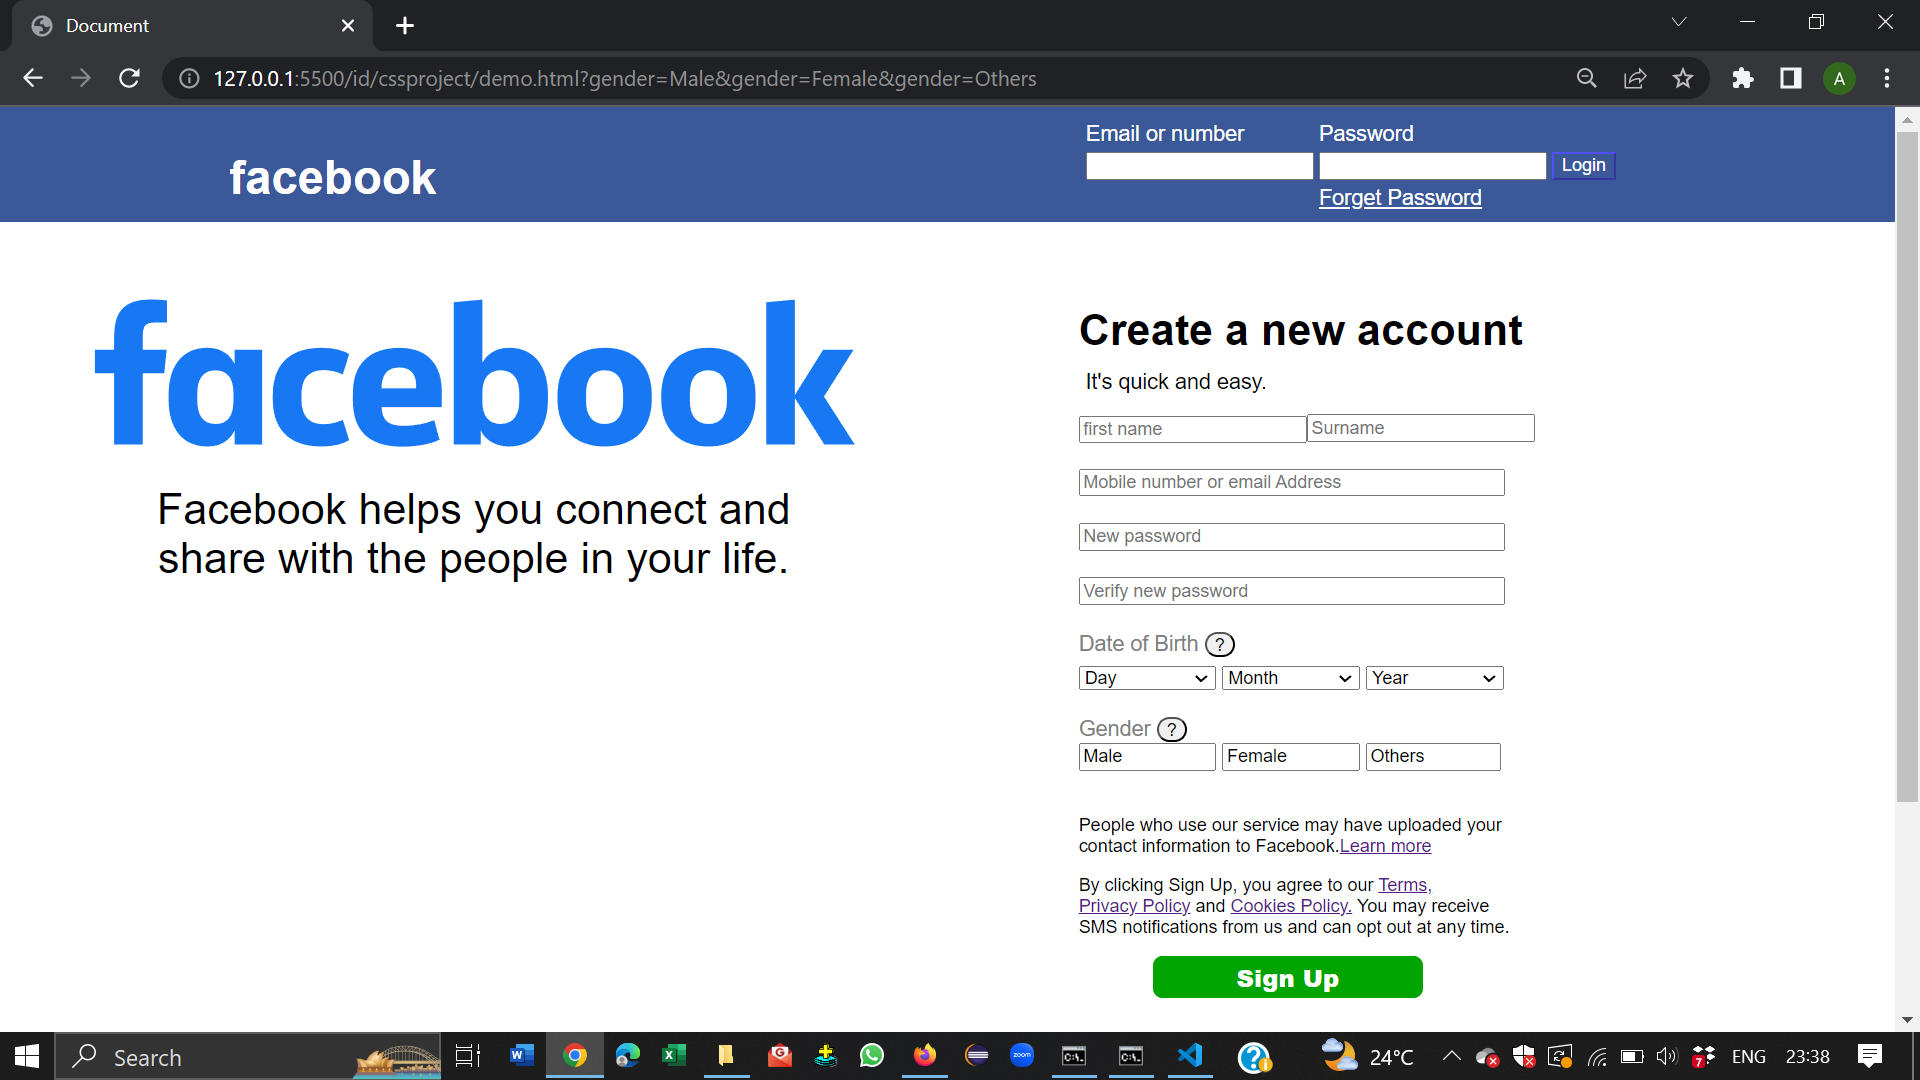 Document
127.0.0.1:5500/id/cssproject/demo.html?gender=Male&gender=Female&gender=Others
A
Email or number
Password
facebook
Login
Forget Password
facebook
Facebook helps you connect and
share with the people in your life.
Create a new account
It's quick and easy.
first name
Surname
Mobile number or email Address
New password
Verify new password
Date of Birth ?
Day
Month
Year
Gender ?
Male
Female
Others
People who use our service may have uploaded your
contact information to Facebook.Learn more
By clicking Sign Up, you agree to our Terms,
Privacy Policy and Cookies Policy. You may receive
SMS notifications from us and can opt out at any time.
Sign Up
Search
zoom
24°C
7
ENG
23:38